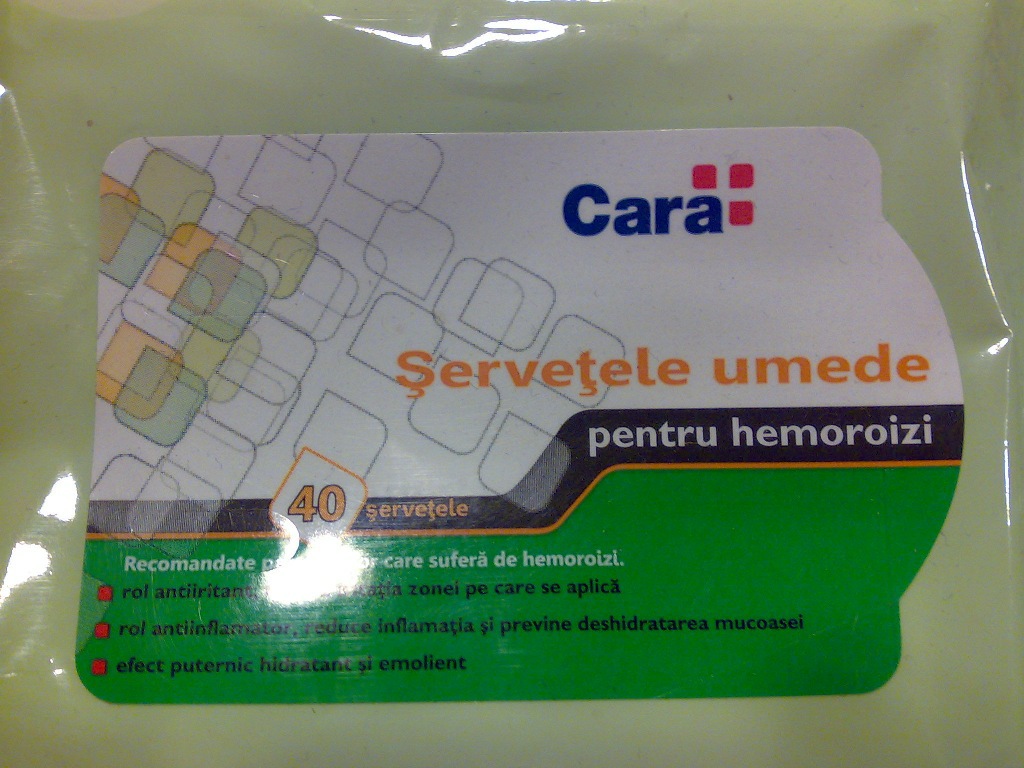 Cara
Şerveţele umede
pentru hemoroizi
40 şerveţele
Recomandate care suferă de hemoroizi.
rol antiiritant, zonei pe care se aplică
rol antiinflamator, reduce inflamaţia şi previne deshidratarea mucoasei
efect puternic hidratant şi emolient